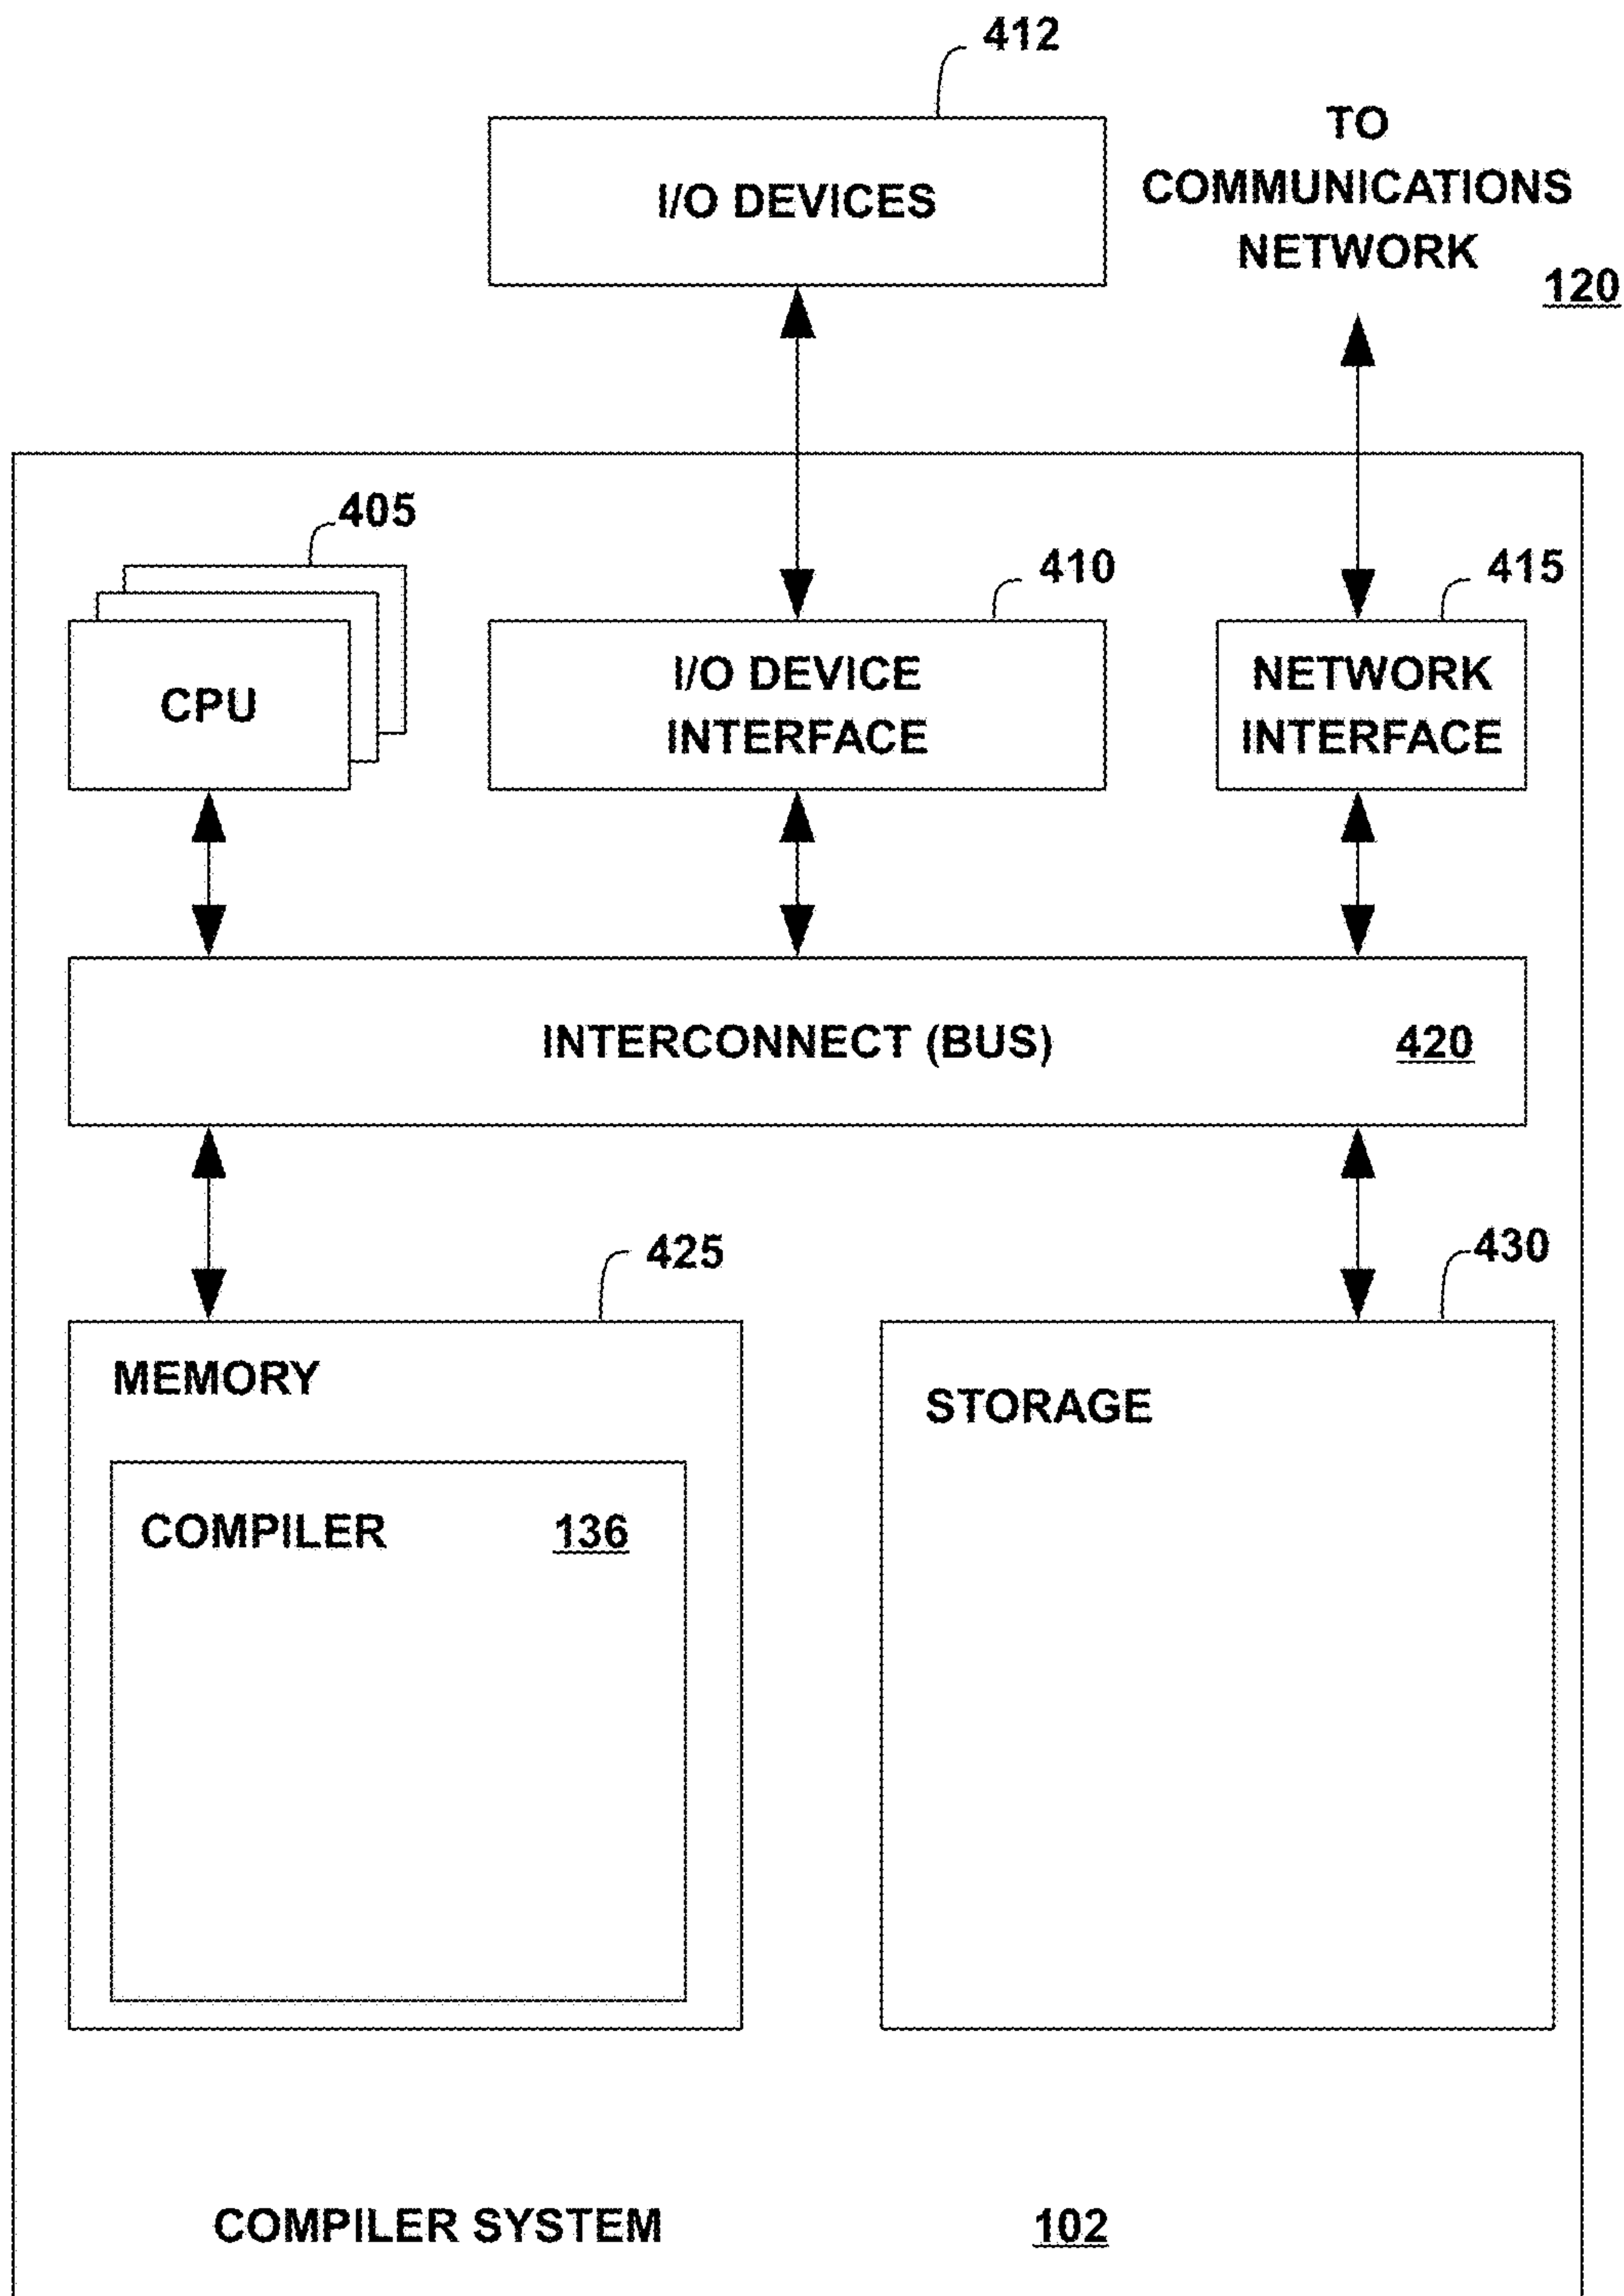 412
I/O DEVICES
TO
COMMUNICATIONS
NETWORK
120
405
410
415
CPU
I/O DEVICE
INTERFACE
NETWORK
INTERFACE
INTERCONNECT (BUS) 420
425
430
MEMORY
STORAGE
COMPILER 136
COMPILER SYSTEM 102